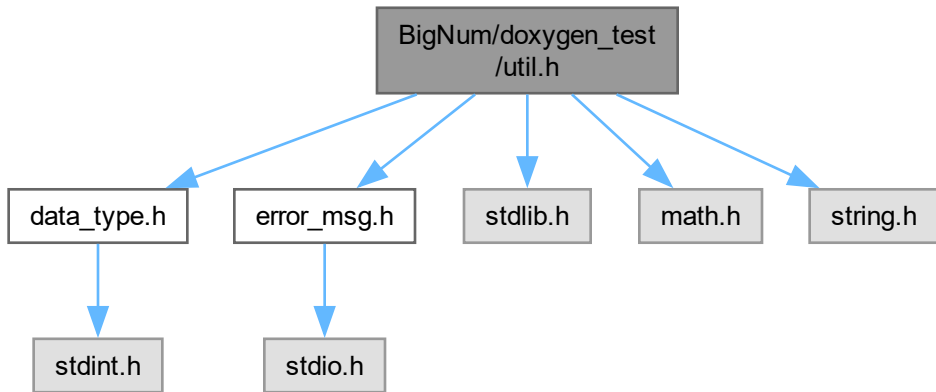 BigNum/doxygen_test
/util.h
data_type.h
error_msg.h
stdlib.h
math.h
string.h
stdint.h
stdio.h